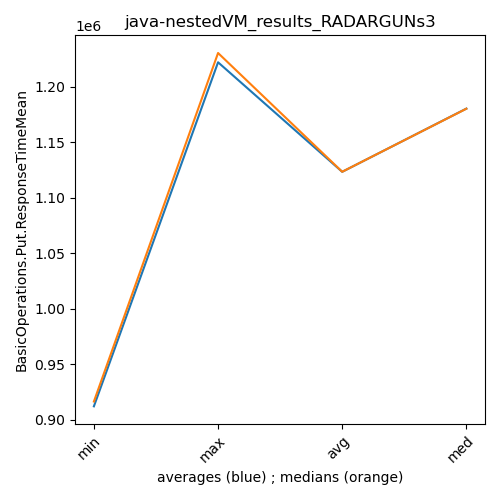 java-nestedVM_results_RADARGUNs3
1e6
BasicOperations.Put.ResponseTimeMean
1.20
1.15
1.10
1.05
1.00
0.95
0.90
min
max
avg
med
averages (blue) ; medians (orange)